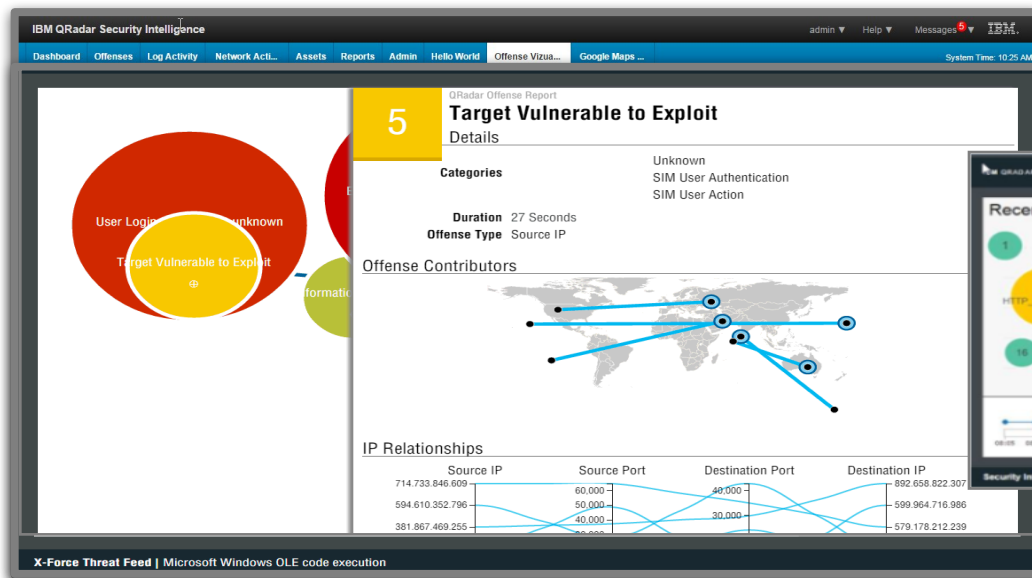 IBM QRadar Security Intelligence
admin ▼ Help ▼ Messages 5 ▼ IBM.
Dashboard Offenses Log Activity Network Acti... Assets Reports Admin Hello World Offense Vizua... Google Maps ... System Time: 10:25 AM
QRadar Offense Report
5
Target Vulnerable to Exploit
Details
Categories
Unknown
SIM User Authentication
SIM User Action
Duration 27 Seconds
Offense Type Source IP
Offense Contributors
User Login unknown
Target Vulnerable to Exploit
IP Relationships
Source IP Source Port Destination Port Destination IP
714.733.846.609 892.658.822.307
60,000 40,000
594.610.352.796 50,000 599.964.716.986
30,000
40,000
381.867.469.255 579.178.212.239
Recen
1
HTTP_
16
Security In
X-Force Threat Feed | Microsoft Windows OLE code execution